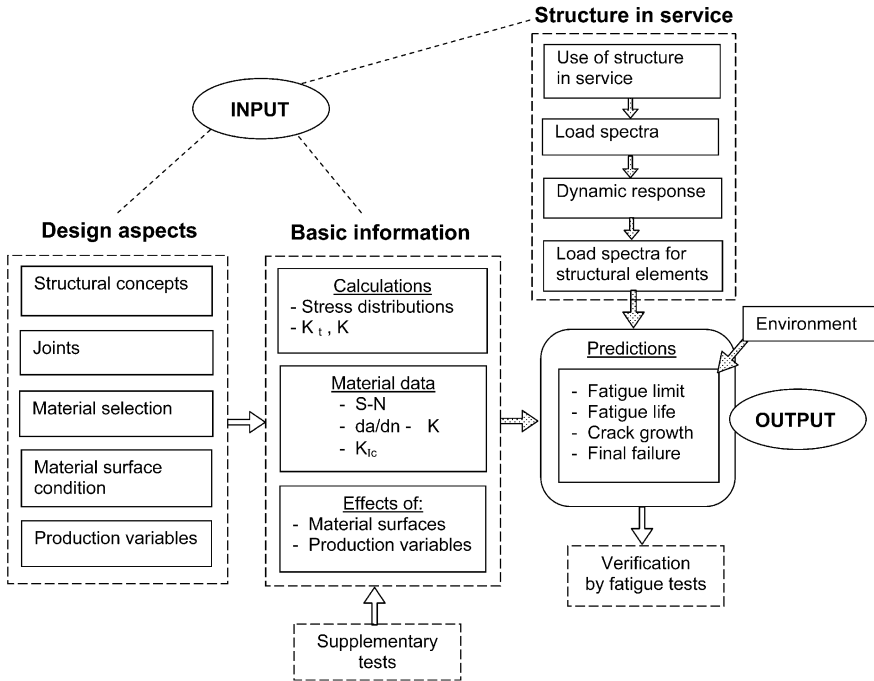 Structure in service
INPUT
Use of structure
in service
Load spectra
Dynamic response
Load spectra for
structural elements
Design aspects
Structural concepts
Joints
Material selection
Material surface
condition
Production variables
Basic information
Calculations
- Stress distributions
- K t , K
Material data
- S-N
- da/dn - K
- KIc
Effects of:
- Material surfaces
- Production variables
Supplementary
tests
Environment
Predictions
- Fatigue limit
- Fatigue life
- Crack growth
- Final failure
OUTPUT
Verification
by fatigue tests